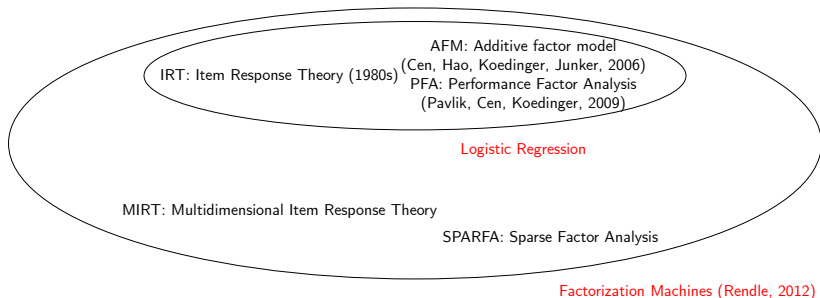 AFM: Additive factor model
(Cen, Hao, Koedinger, Junker, 2006)
IRT: Item Response Theory (1980s)
PFA: Performance Factor Analysis
(Pavlik, Cen, Koedinger, 2009)
Logistic Regression
MIRT: Multidimensional Item Response Theory
SPARFA: Sparse Factor Analysis
Factorization Machines (Rendle, 2012)